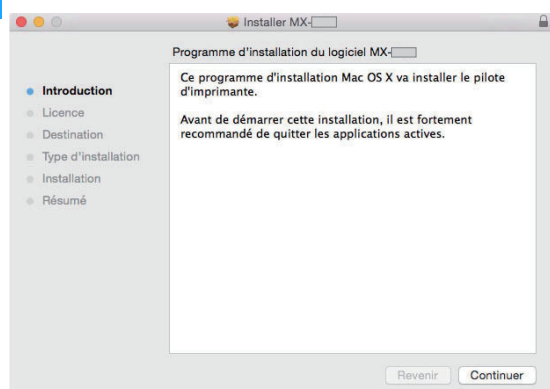 Installer MX-
Programme d'installation du logiciel MX-
Introduction
Licence
Destination
Type d'installation
Installation
Résumé
Ce programme d'installation Mac OS X va installer le pilote
d'imprimante.
Avant de démarrer cette installation, il est fortement
recommandé de quitter les applications actives.
Revenir
Continuer